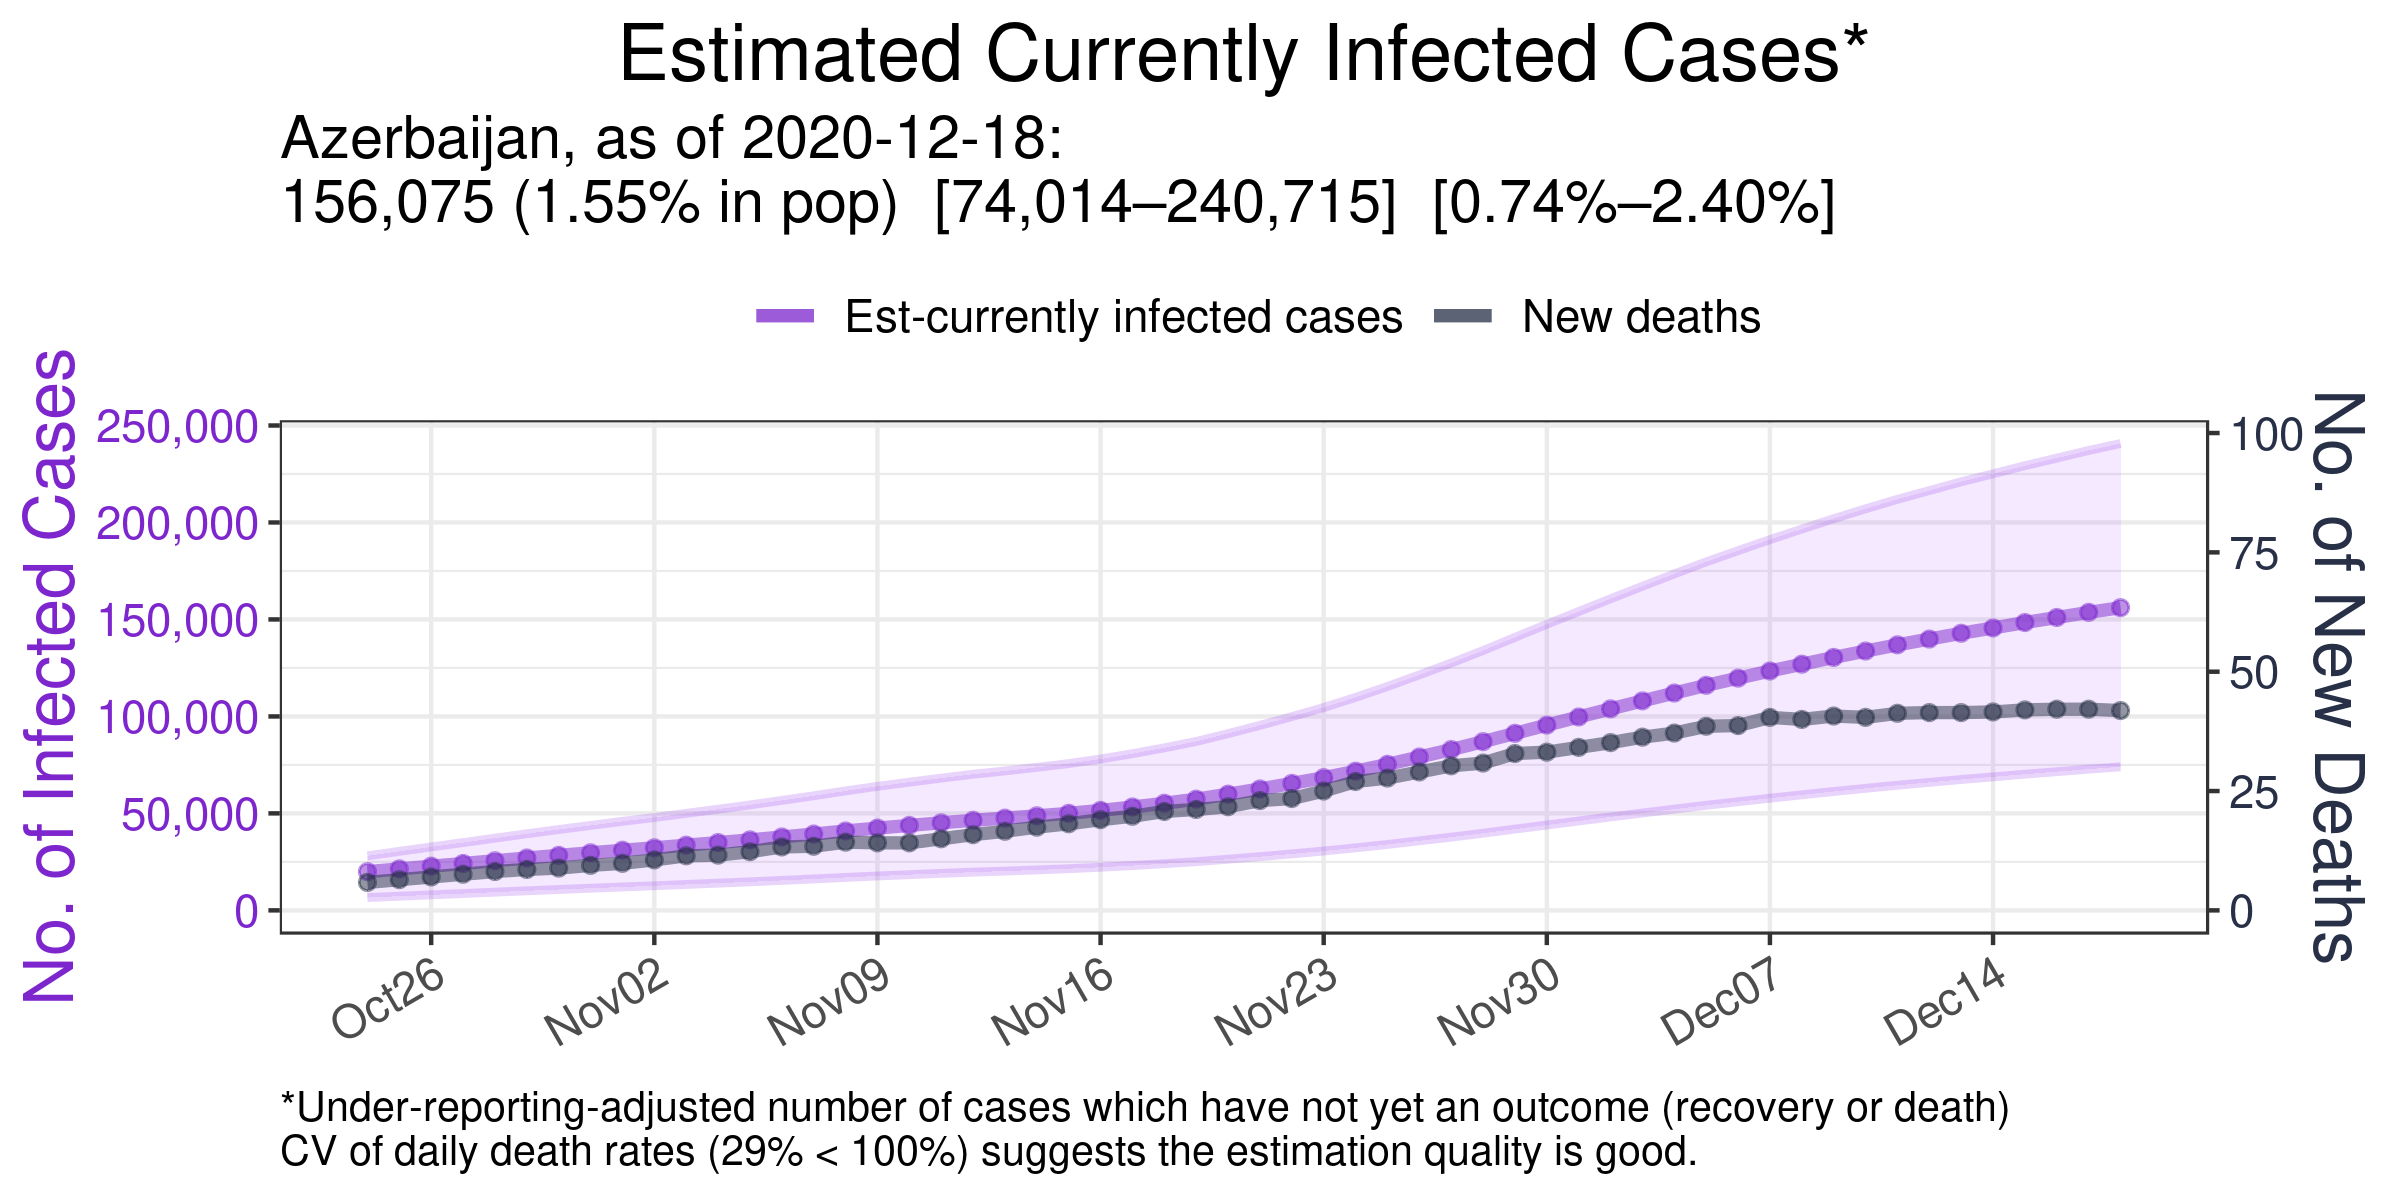 Estimated Currently Infected Cases*
Azerbaijan, as of 2020-12-18:
156,075 (1.55% in pop)  [74,014–240,715]  [0.74%–2.40%]
Est-currently infected cases
New deaths
No. of Infected Cases
250,000
200,000
150,000
100,000
50,000
0
100
75
50
25
0
No. of New Deaths
Oct26
Nov02
Nov09
Nov16
Nov23
Nov30
Dec07
Dec14
*Under-reporting-adjusted number of cases which have not yet an outcome (recovery or death)
CV of daily death rates (29% < 100%) suggests the estimation quality is good.